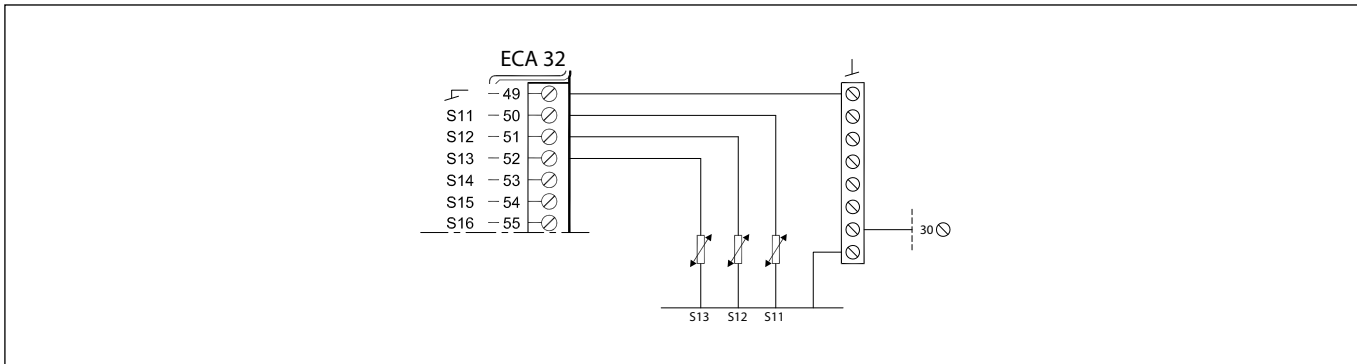 ECA 32
49
S11 – 50
S12 – 51
S13 – 52
S14 – 53
S15 – 54
S16 – 55
30
S13 S12 S11